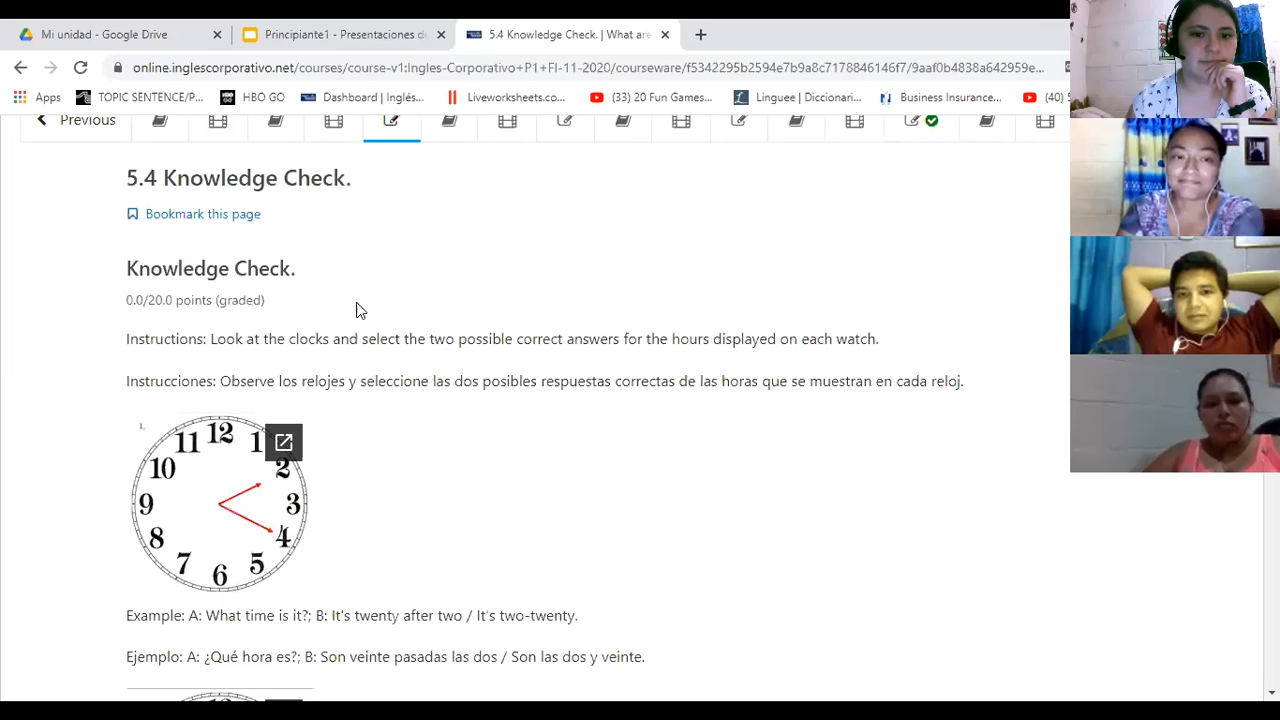 Mi unidad - Google Drive
Principiante1 - Presentaciones de
5.4 Knowledge Check. | What are
online.inglescorporativo.net/courses/course-v1:Ingles-Corporativo+P1+FI-11-2020/courseware/f5342295b2594e7b9a8c7178846146f7/9aaf0b4838a642959e...
Apps
TOPIC SENTENCE/P...
HBO GO
Dashboard | Inglés...
Liveworksheets.co...
(33) 20 Fun Games...
Linguee | Diccionari...
Business Insurance...
(40)
Previous
5.4 Knowledge Check.
Bookmark this page
Knowledge Check.
0.0/20.0 points (graded)
Instructions: Look at the clocks and select the two possible correct answers for the hours displayed on each watch.
Instrucciones: Observe los relojes y seleccione las dos posibles respuestas correctas de las horas que se muestran en cada reloj.
1.
12
11 1
10 2
9 3
8 4
7 5
6
Example: A: What time is it?; B: It's twenty after two / It's two-twenty.
Ejemplo: A: ¿Qué hora es?; B: Son veinte pasadas las dos / Son las dos y veinte.